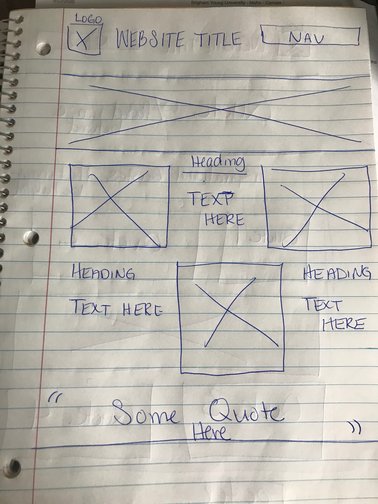 Brigham Young University - Idaho - Canvas
LOGO
WEBSITE TITLE
NAV
Heading
TEXT
HERE
HEADING
TEXT HERE
HEADING
TEXT
HERE
“ Some Quote
Here ”